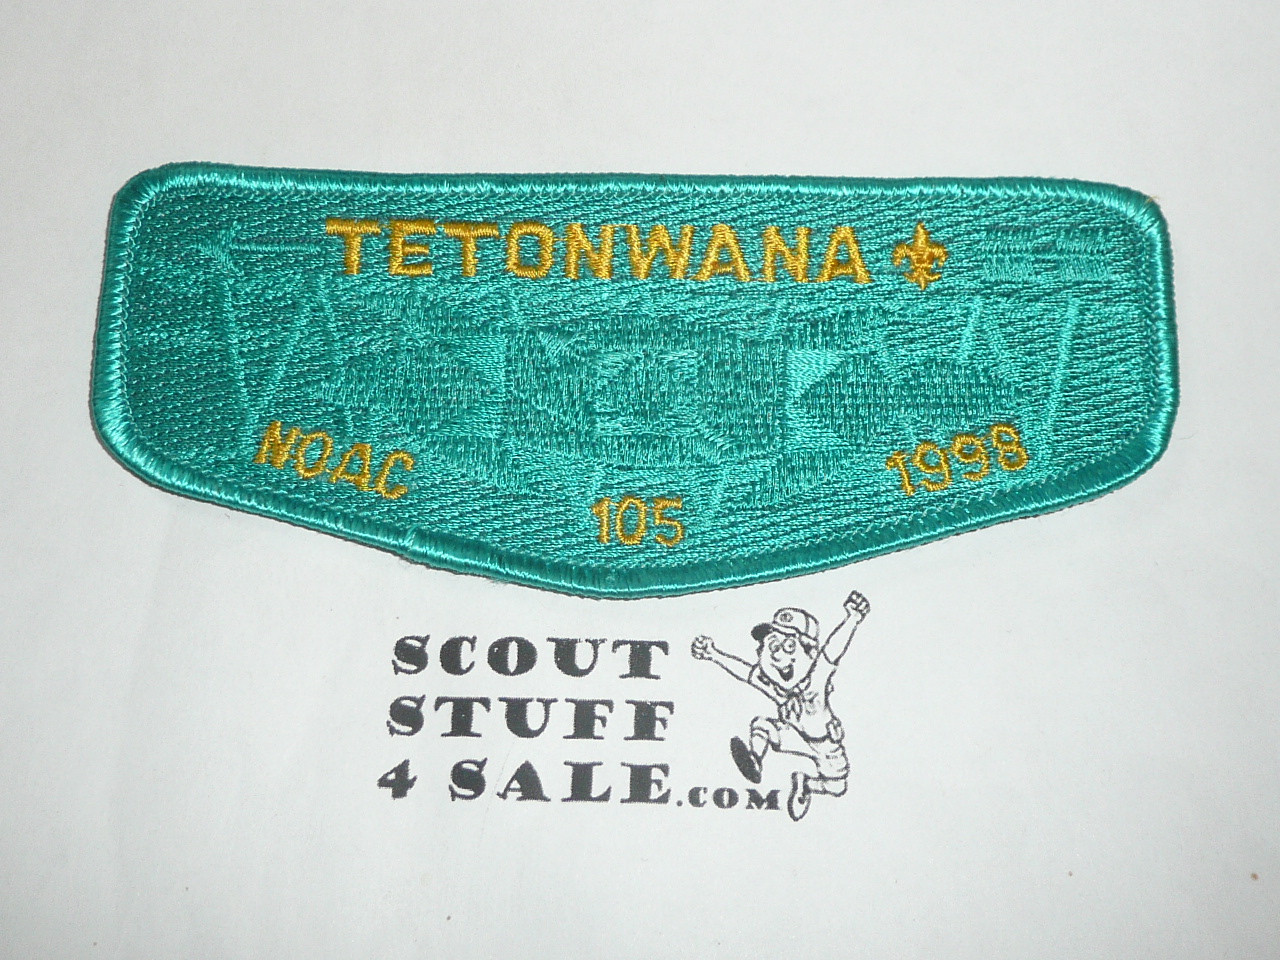 TETONWANA
NOAC
105
1998
SCOUT
STUFF
4 SALE.COM